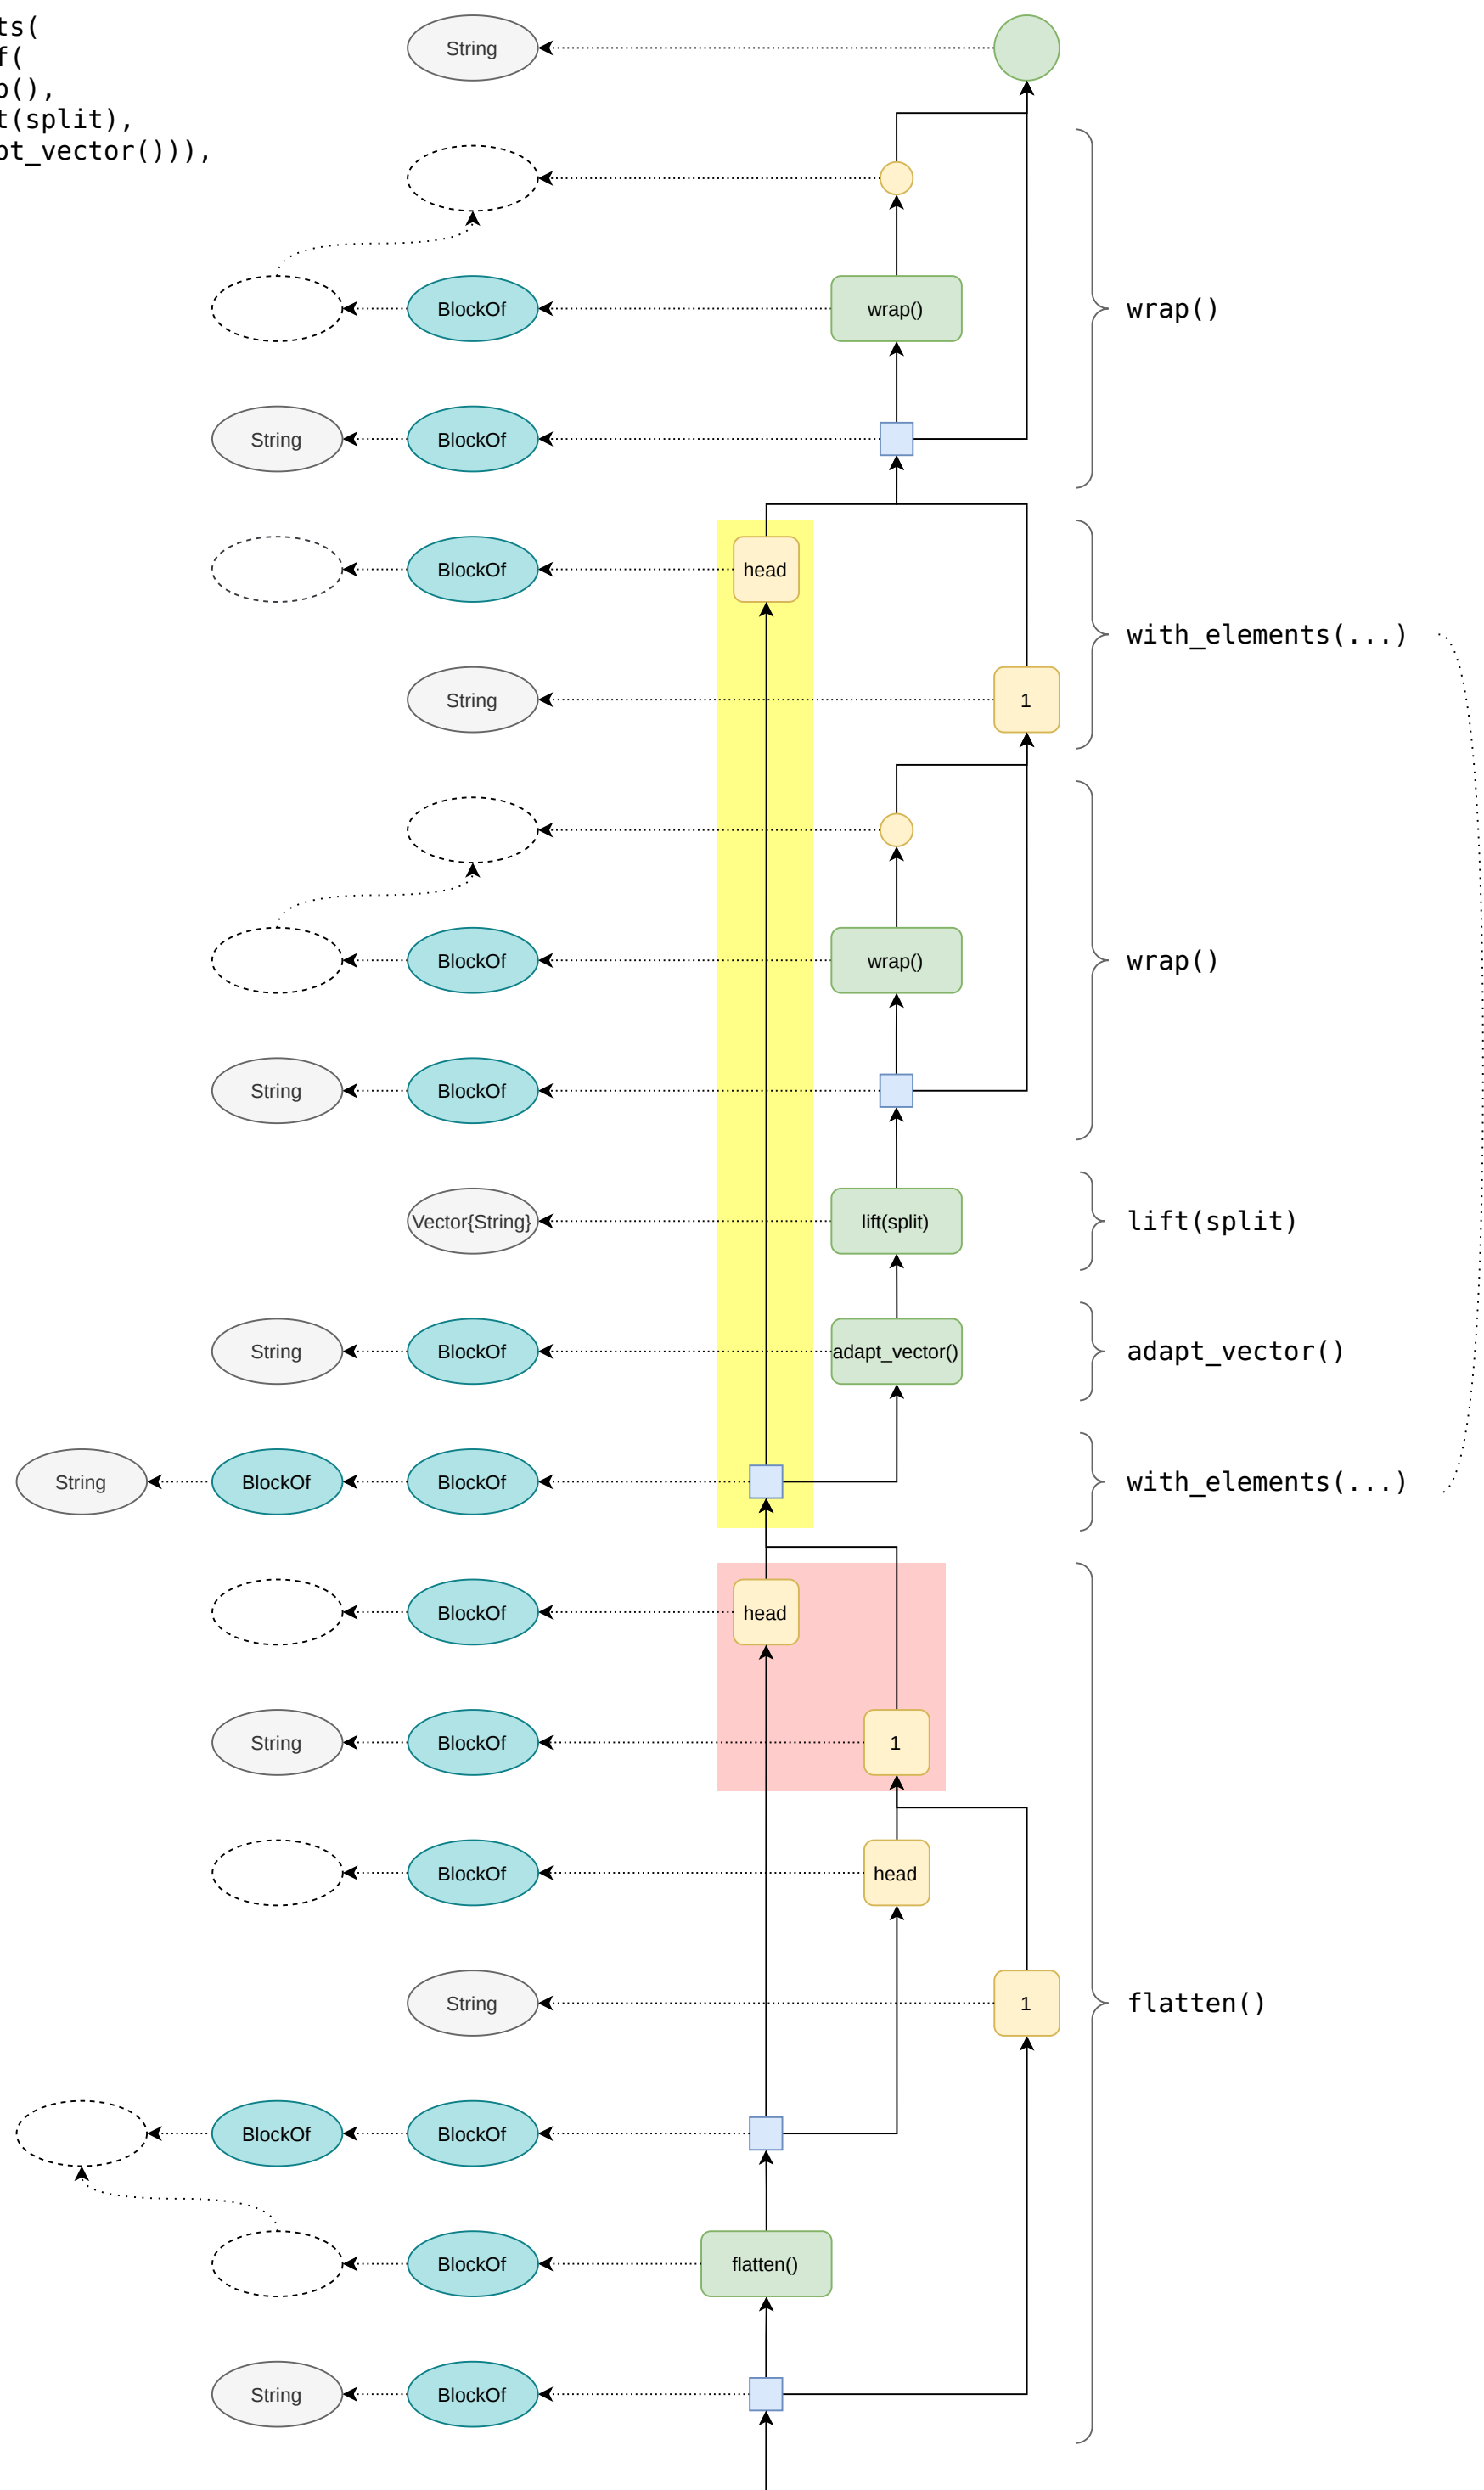 ts(
f(
p(),
t(split),
pt_vector())),
String
BlockOf
wrap()
wrap()
String
BlockOf
BlockOf
head
with_elements(...)
String
1
BlockOf
wrap()
wrap()
String
BlockOf
Vector{String}
lift(split)
lift(split)
String
BlockOf
adapt_vector()
adapt_vector()
String
BlockOf
BlockOf
with_elements(...)
BlockOf
head
String
BlockOf
1
BlockOf
head
String
1
flatten()
BlockOf
BlockOf
BlockOf
flatten()
String
BlockOf